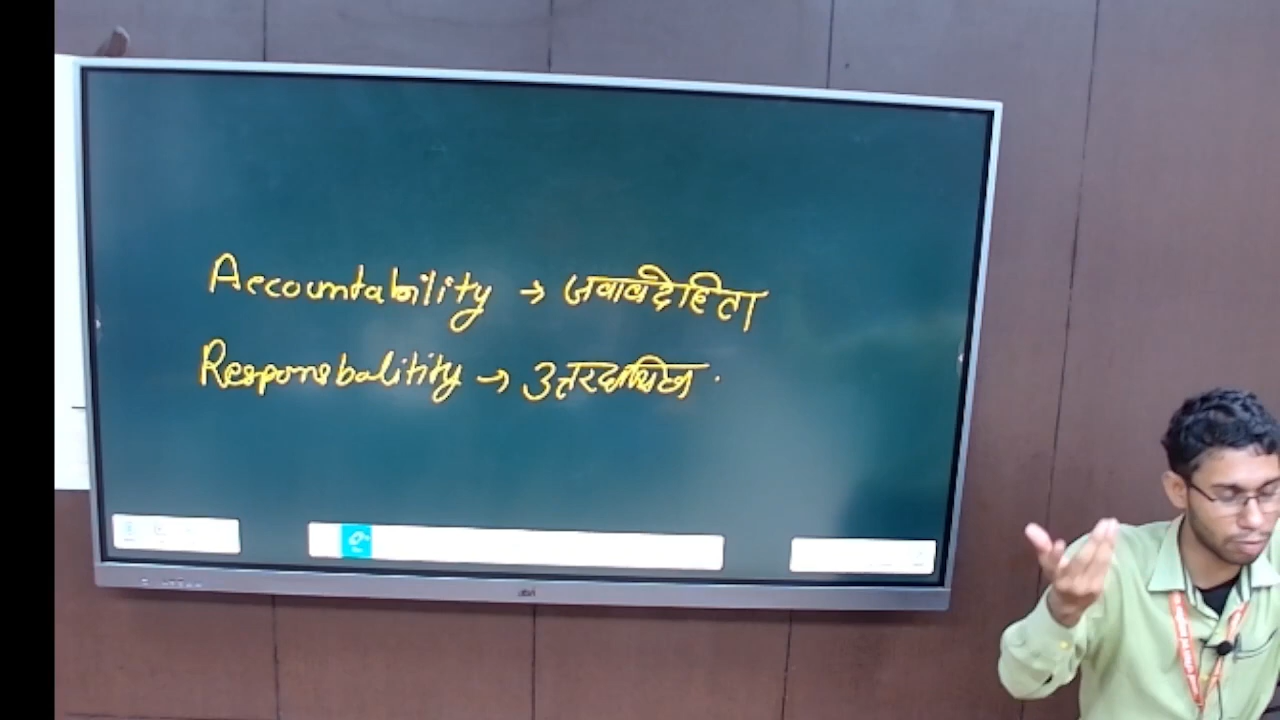 Accountability → जवाबदेहिता
Responsbalitity → उत्तरदायित्व